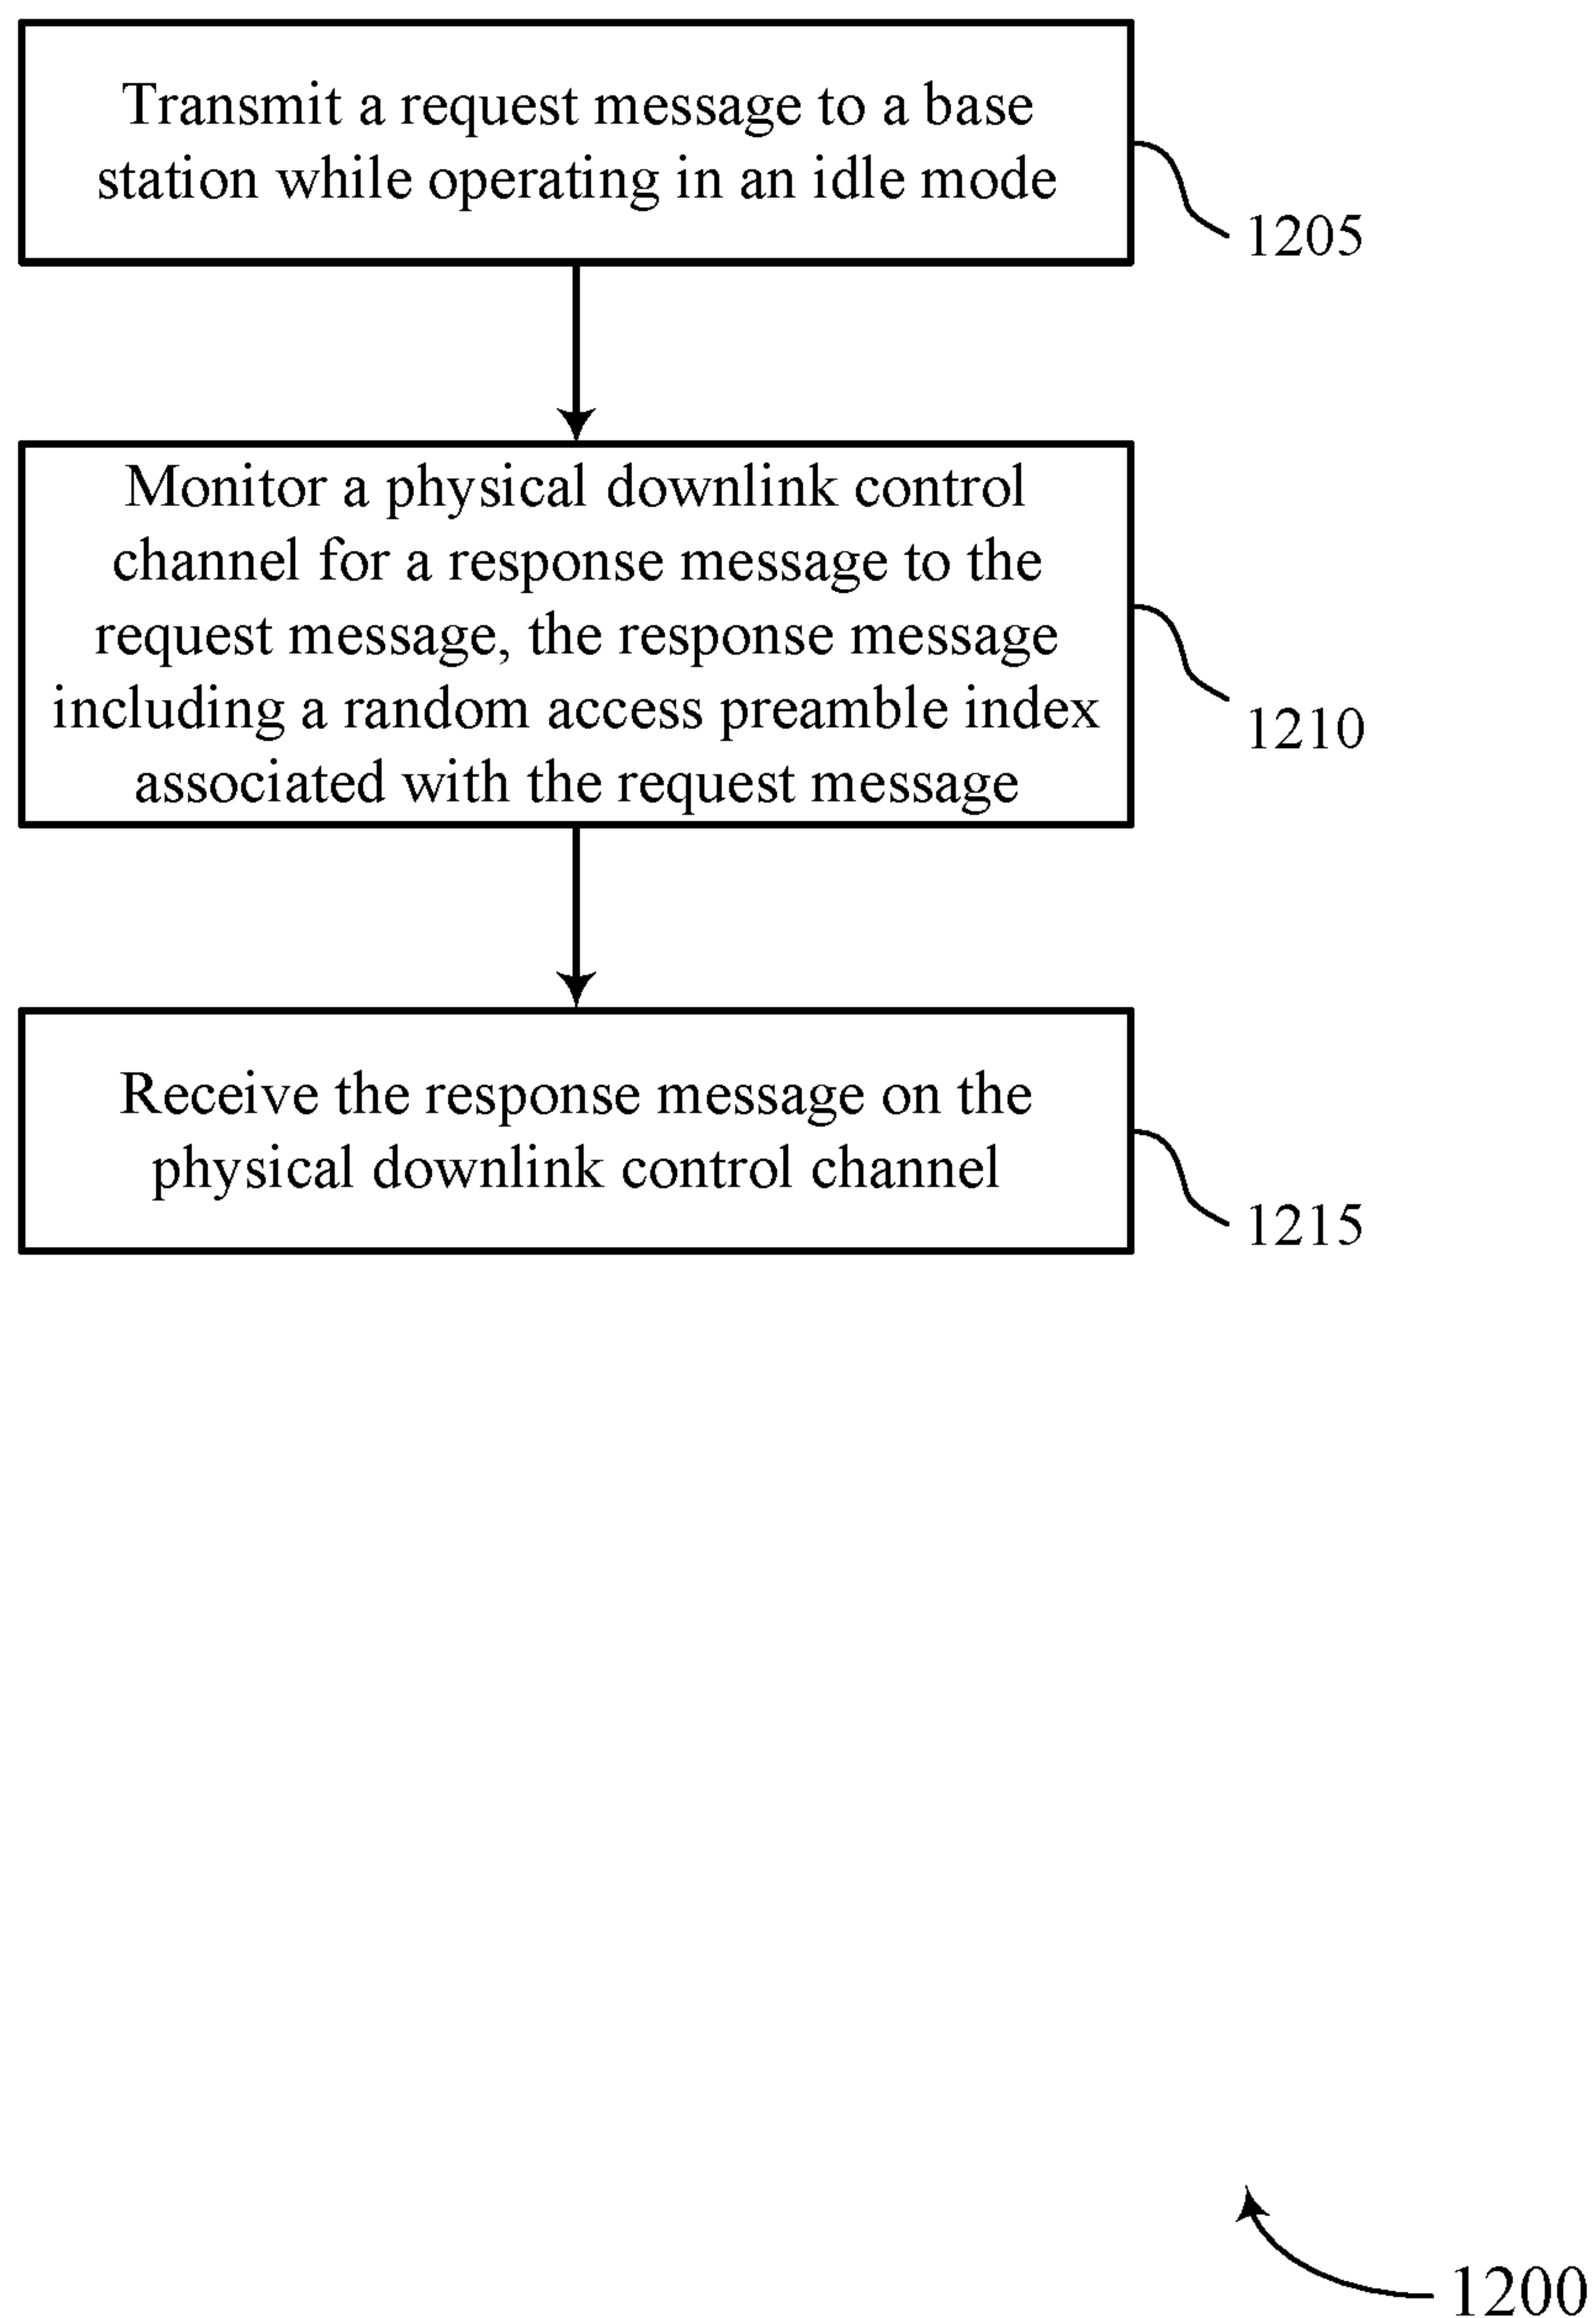 Transmit a request message to a base
station while operating in an idle mode
1205
Monitor a physical downlink control
channel for a response message to the
request message, the response message
including a random access preamble index
associated with the request message
1210
Receive the response message on the
physical downlink control channel
1215
1200